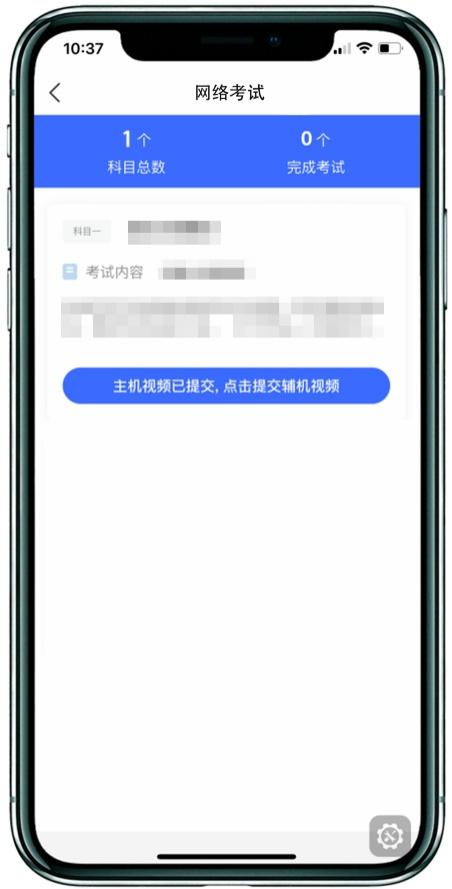 10:37
网络考试
1个
0个
科目总数
完成考试
科目一
考试内容
主机视频已提交, 点击提交辅机视频